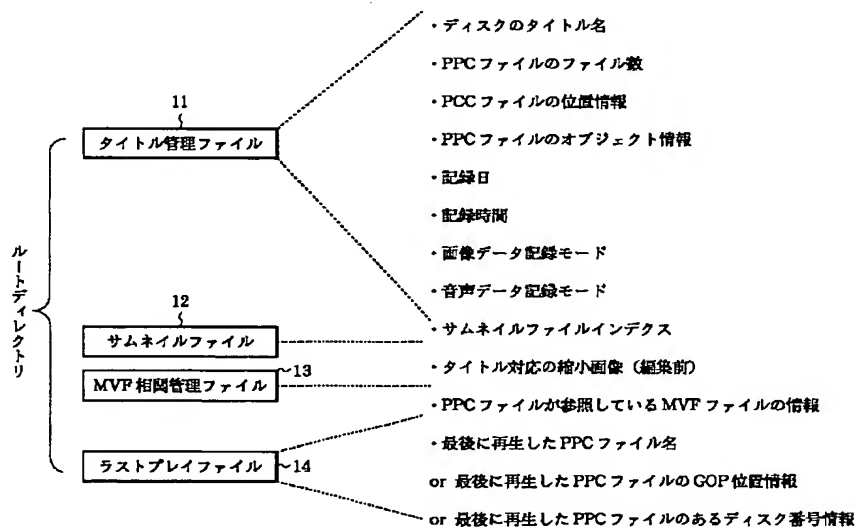 ・ディスクのタイトル名
・PPCファイルのファイル数
11
・PCCファイルの位置情報
タイトル管理ファイル
・PPCファイルのオブジェクト情報
・記録日
・記録時間
・画像データ記録モード
・音声データ記録モード
ルートディレクトリ
12
・サムネイルファイルインデクス
サムネイルファイル
13
・タイトル対応の縮小画像（編集前）
MVF相関管理ファイル
・PPCファイルが参照しているMVFファイルの情報
・最後に再生したPPCファイル名
ラストプレイファイル
14
or 最後に再生したPPCファイルのGOP位置情報
or 最後に再生したPPCファイルのあるディスク番号情報